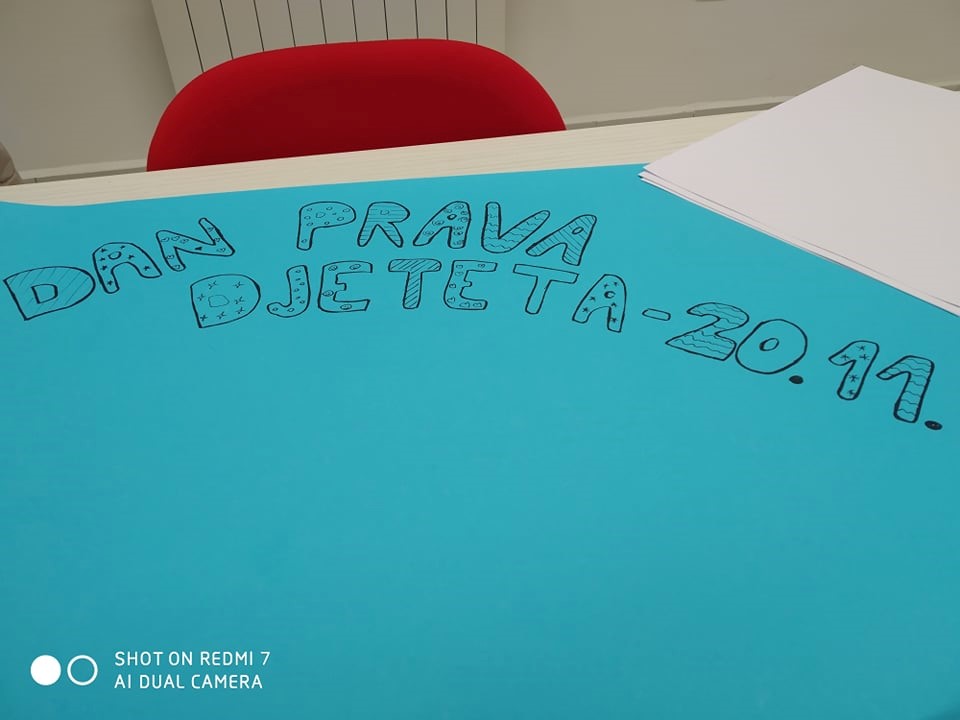 DAN PRAVA
DJETETA - 20.11.
SHOT ON REDMI 7
AI DUAL CAMERA